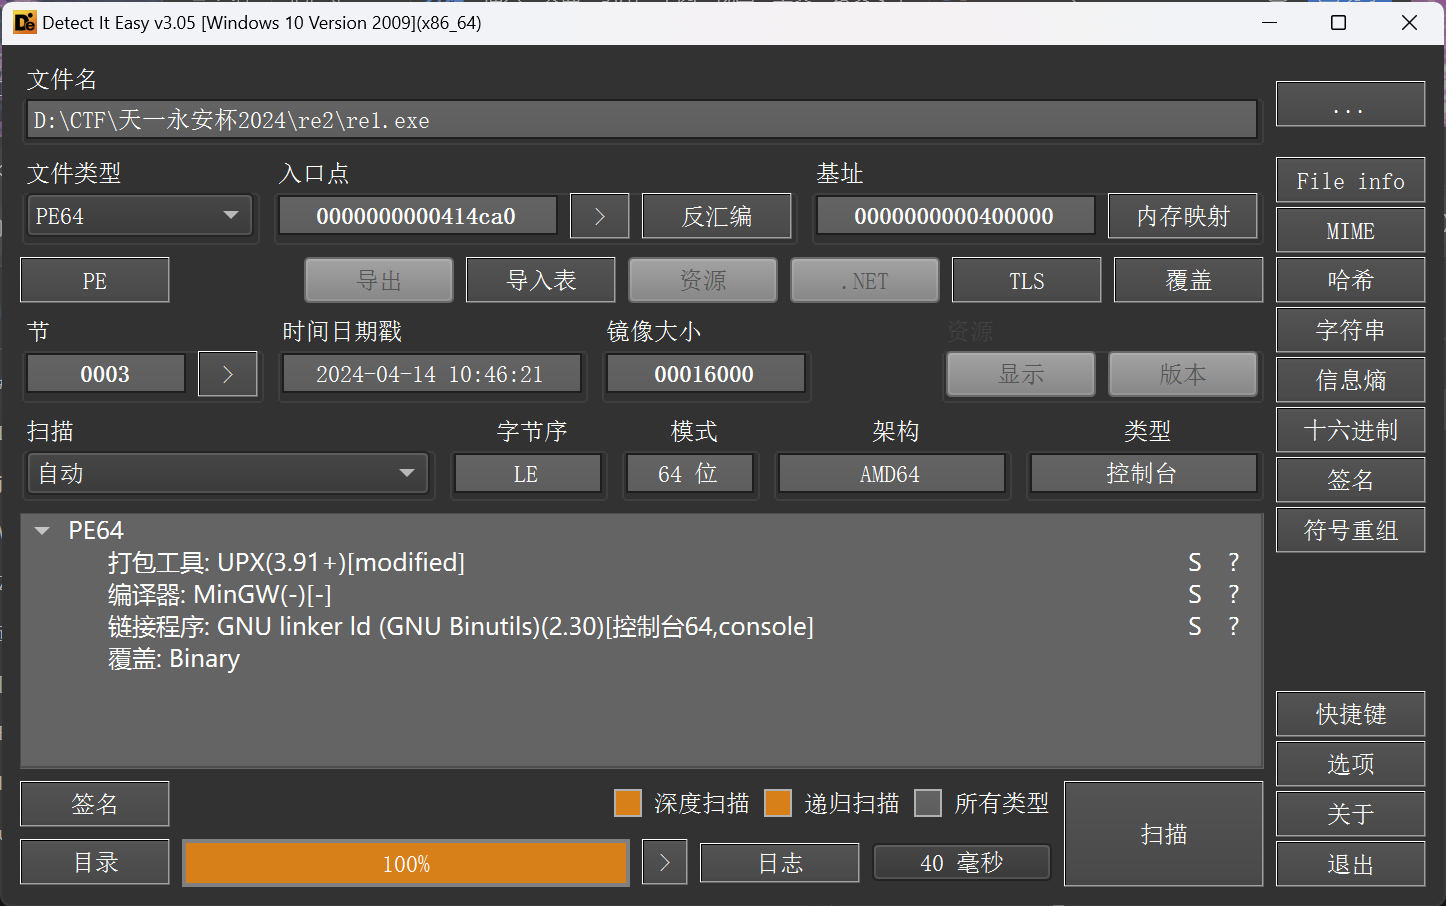 Detect It Easy v3.05 [Windows 10 Version 2009](x86_64)
文件名
D:\CTF\天一永安杯2024\re2\re1.exe
...
文件类型 入口点 基址
PE64 0000000000414ca0 > 反汇编 0000000000400000 内存映射
File info
MIME
PE 导出 导入表 资源 .NET TLS 覆盖
哈希
节 时间日期戳 镜像大小 资源
字符串
0003 > 2024-04-14 10:46:21 00016000 显示 版本
信息熵
扫描 字节序 模式 架构 类型
十六进制
自动 LE 64 位 AMD64 控制台
签名
符号重组
PE64
打包工具: UPX(3.91+)[modified] S ?
编译器: MinGW(-)[-] S ?
链接程序: GNU linker ld (GNU Binutils)(2.30)[控制台64,console] S ?
覆盖: Binary
快捷键
选项
签名 深度扫描 递归扫描 所有类型 扫描
关于
目录 100% > 日志 40 毫秒
退出